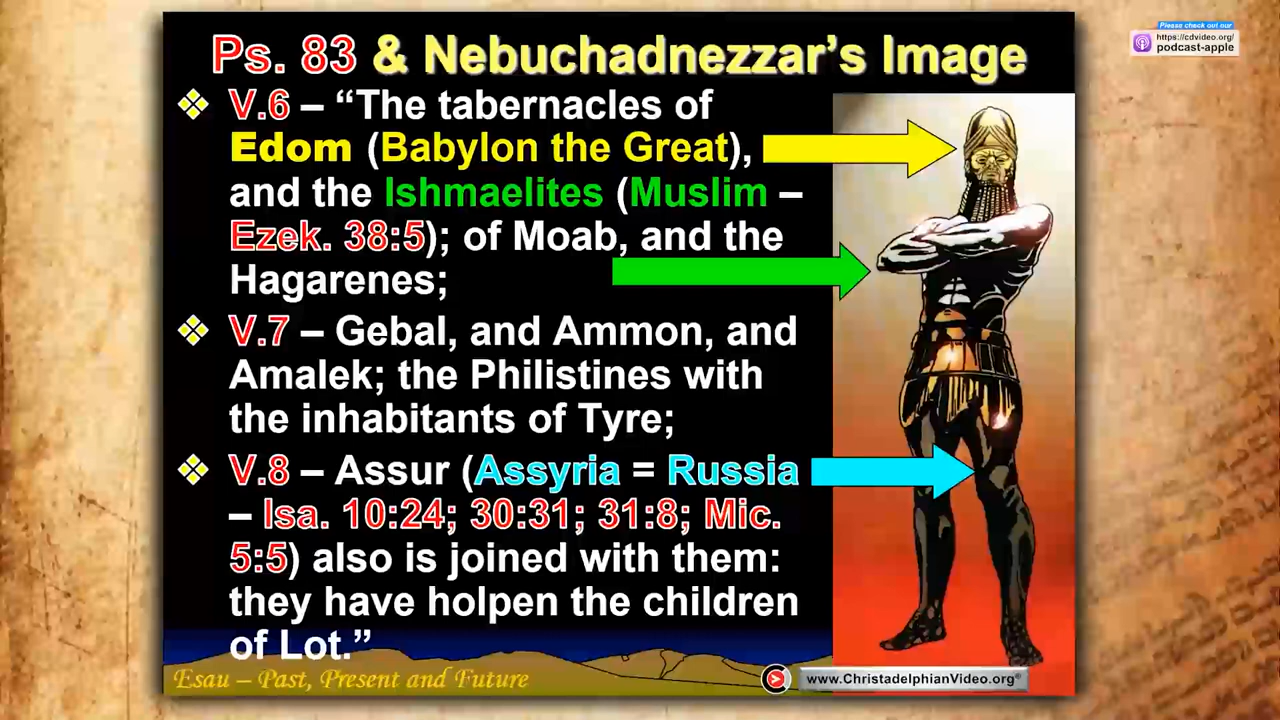 Ps. 83 & Nebuchadnezzar's Image
V.6 – “The tabernacles of
Edom (Babylon the Great),
and the Ishmaelites (Muslim –
Ezek. 38:5); of Moab, and the
Hagarenes;
V.7 – Gebal, and Ammon, and
Amalek; the Philistines with
the inhabitants of Tyre;
V.8 – Assur (Assyria = Russia
– Isa. 10:24; 30:31; 31:8; Mic.
5:5) also is joined with them:
they have holpen the children
of Lot.”
Esau – Past, Present and Future
www.ChristadelphianVideo.org®
Please check out our
https://cdvideo.org/
podcast-apple